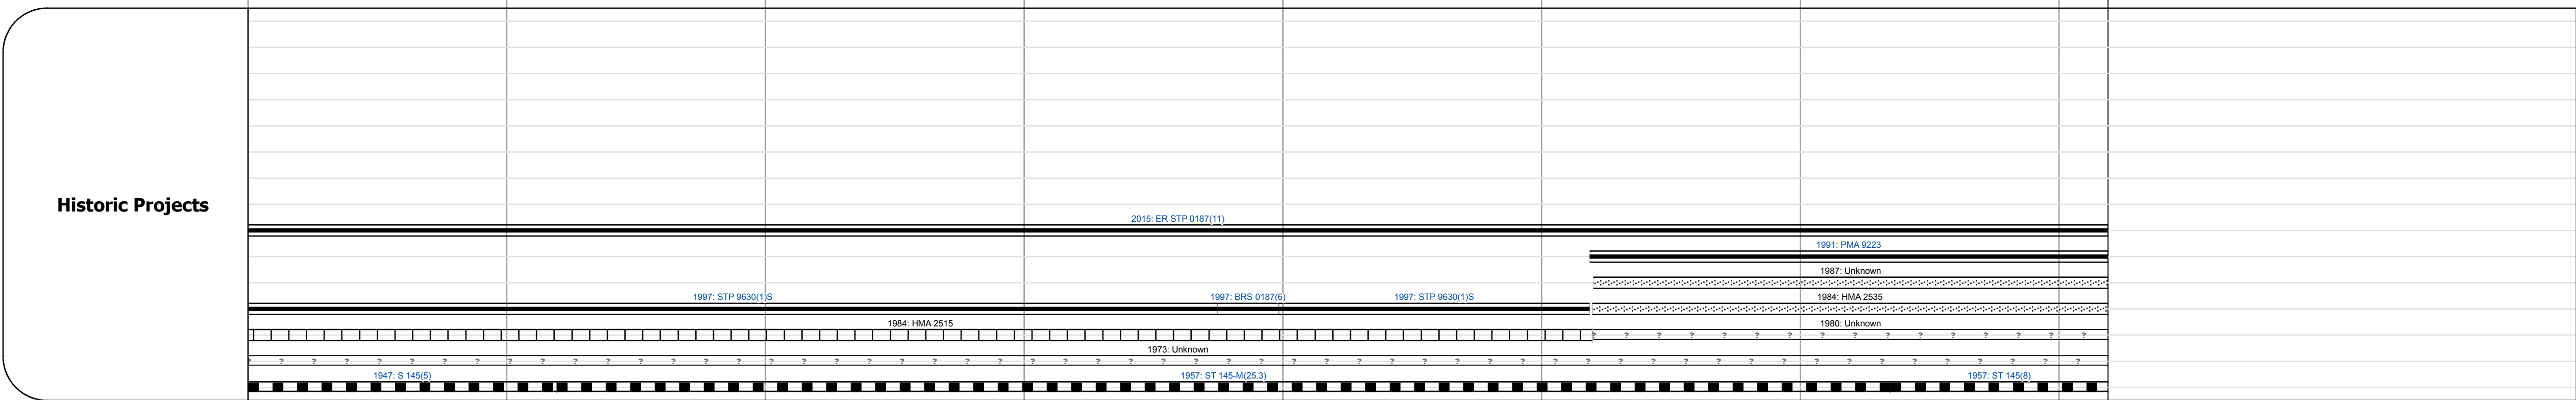 Historic Projects
2015: ER STP 0187(11)
1991: PMA 9223
1987: Unknown
1997: STP 9630(1)S 1997: BRS 0187(6) 1997: STP 9630(1)S 1984: HMA 2535
1984: HMA 2515 1980: Unknown
? ? ? ? ? ? ? ? ? ? ? ? ? ? ? ?
1973: Unknown
? ? ? ? ? ? ? ? ? ? ? ? ? ? ? ? ? ? ? ? ? ? ? ? ? ? ? ? ? ? ? ? ? ? ? ? ? ? ? ? ? ? ? ? ? ? ? ? ? ? ? ? ? ? ? ? ?
1947: S 145(5) 1957: ST 145-M(25.3) 1957: ST 145(8)